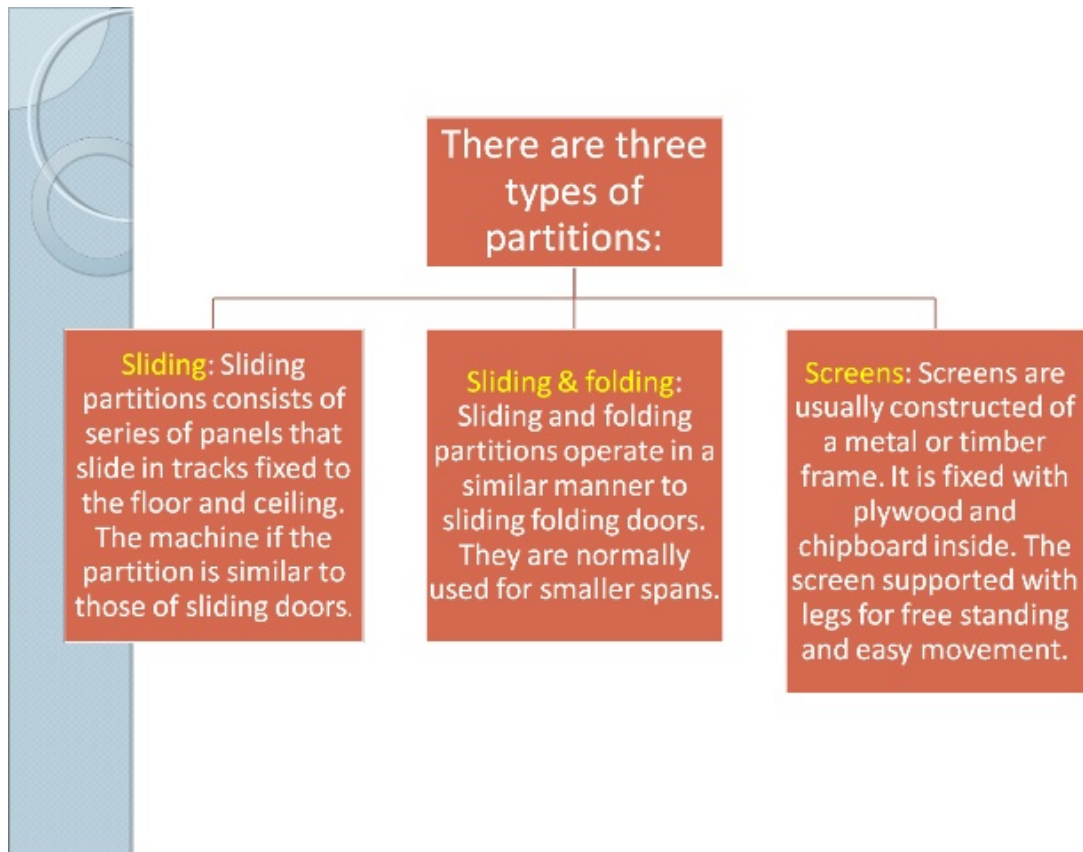 There are three
types of
partitions:
Sliding: Sliding
partitions consists of
series of panels that
slide in tracks fixed to
the floor and ceiling.
The machine if the
partition is similar to
those of sliding doors.
Sliding & folding:
Sliding and folding
partitions operate in a
similar manner to
sliding folding doors.
They are normally
used for smaller spans.
Screens: Screens are
usually constructed of
a metal or timber
frame. It is fixed with
plywood and
chipboard inside. The
screen supported with
legs for free standing
and easy movement.